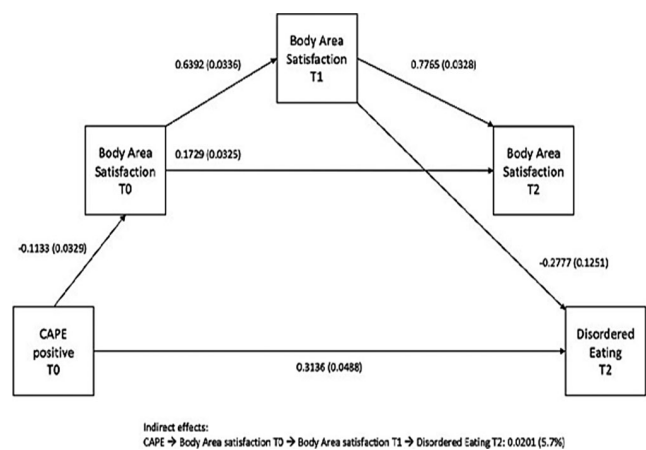 Body Area
Satisfaction
T1
0.6392 (0.0336)
0.7765 (0.0328)
Body Area
Satisfaction
T0
0.1729 (0.0325)
Body Area
Satisfaction
T2
-0.1133 (0.0329)
-0.2777 (0.1251)
CAPE
positive
T0
Disordered
Eating
T2
0.3136 (0.0488)
Indirect effects:
CAPE → Body Area satisfaction T0 → Body Area satisfaction T1 → Disordered Eating T2: 0.0201 (5.7%)